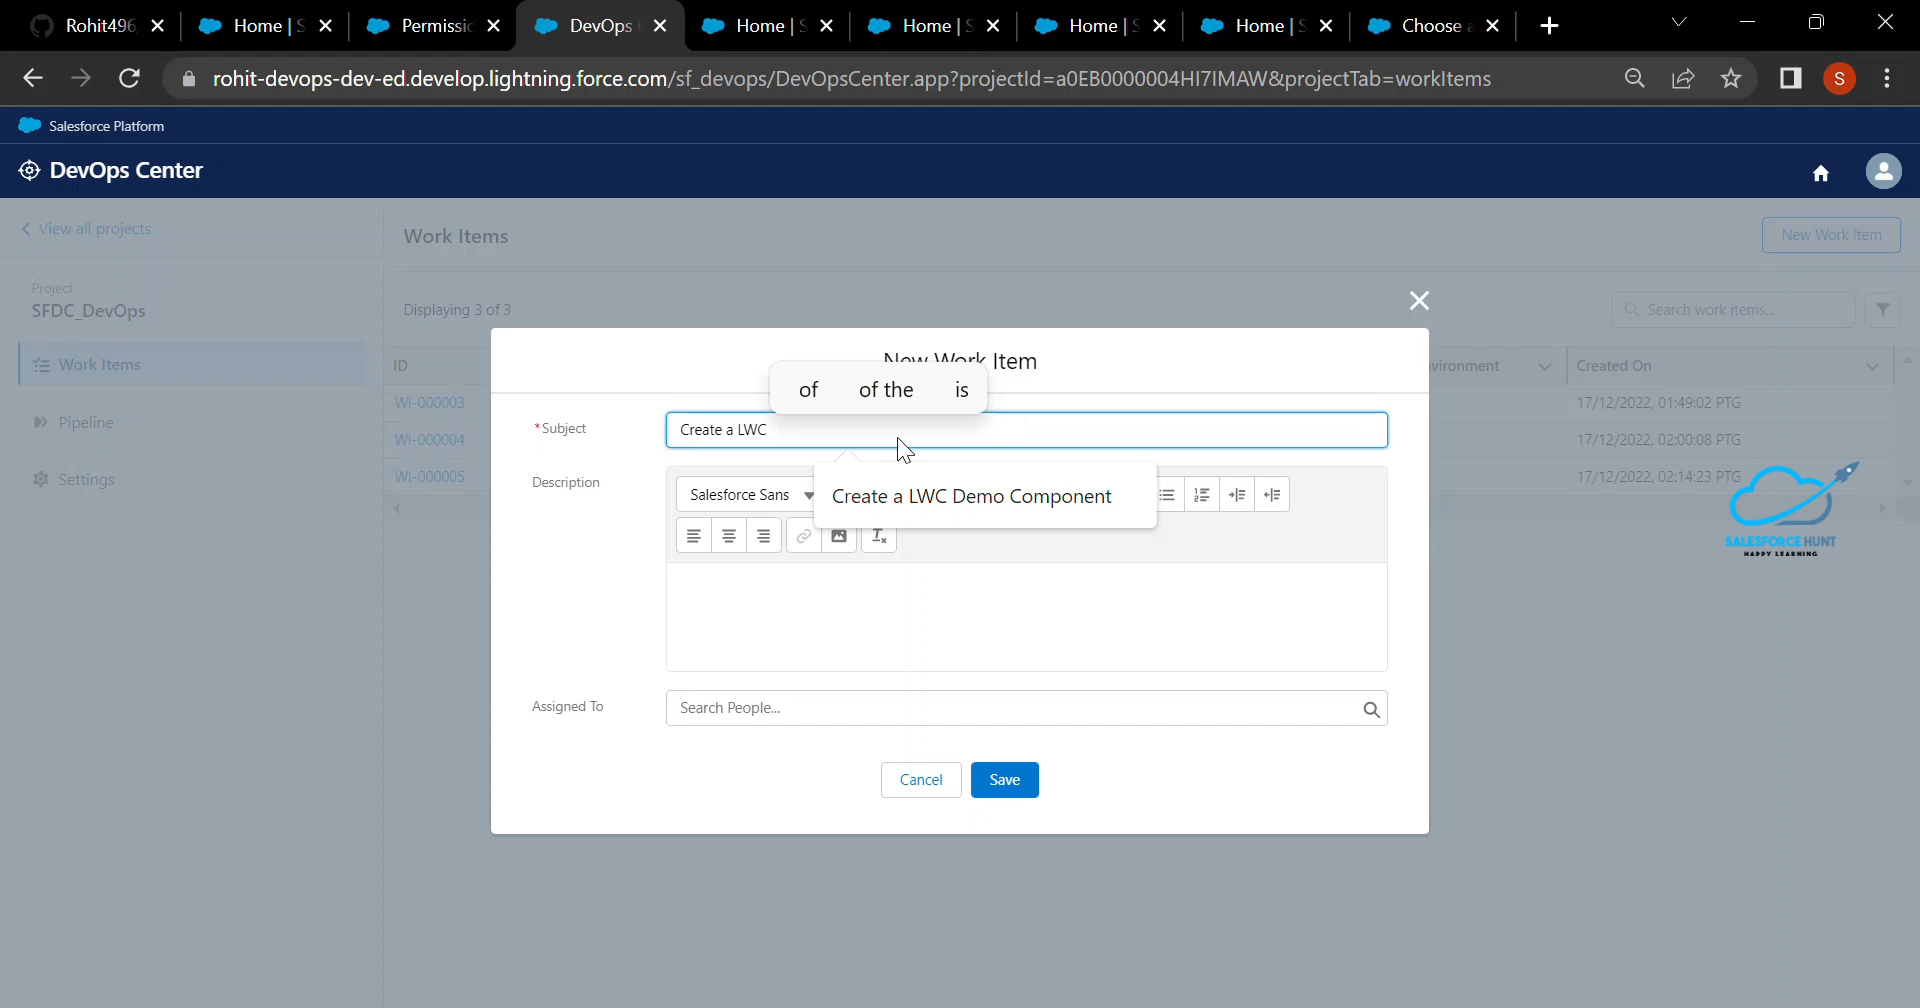 Rohit496
Home | S
Permissic
DevOps
Home | S
Home | S
Home | S
Home | S
Choose a
rohit-devops-dev-ed.develop.lightning.force.com/sf_devops/DevOpsCenter.app?projectId=a0EB0000004HI7IMAW&projectTab=workItems
S
Salesforce Platform
DevOps Center
View all projects
Work Items
New Work Item
Project
SFDC_DevOps
Displaying 3 of 3
Search work items...
Work Items
ID
vironment
Created On
WI-000003
17/12/2022, 01:49:02 PTG
WI-000004
17/12/2022, 02:00:08 PTG
WI-000005
17/12/2022, 02:14:23 PTG
Pipeline
Settings
New Work Item
of of the is
*Subject
Create a LWC
Create a LWC Demo Component
Description
Salesforce Sans
Assigned To
Search People...
Cancel
Save
SALESFORCE HUNT
HAPPY LEARNING